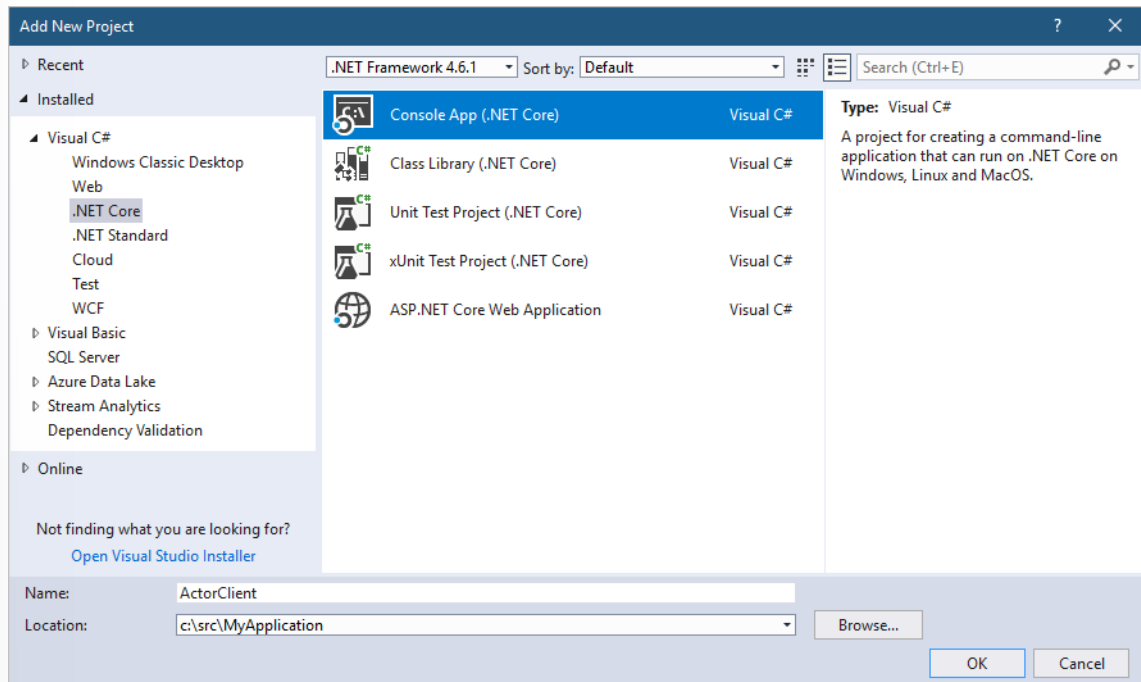 Add New Project
Recent
Installed
Visual C#
Windows Classic Desktop
Web
.NET Core
.NET Standard
Cloud
Test
WCF
Visual Basic
SQL Server
Azure Data Lake
Stream Analytics
Dependency Validation
Online
Not finding what you are looking for?
Open Visual Studio Installer
.NET Framework 4.6.1 Sort by: Default Search (Ctrl+E)
Console App (.NET Core) Visual C#
Class Library (.NET Core) Visual C#
Unit Test Project (.NET Core) Visual C#
xUnit Test Project (.NET Core) Visual C#
ASP.NET Core Web Application Visual C#
Type: Visual C#
A project for creating a command-line
application that can run on .NET Core on
Windows, Linux and MacOS.
Name: ActorClient
Location: c:\src\MyApplication Browse...
OK Cancel